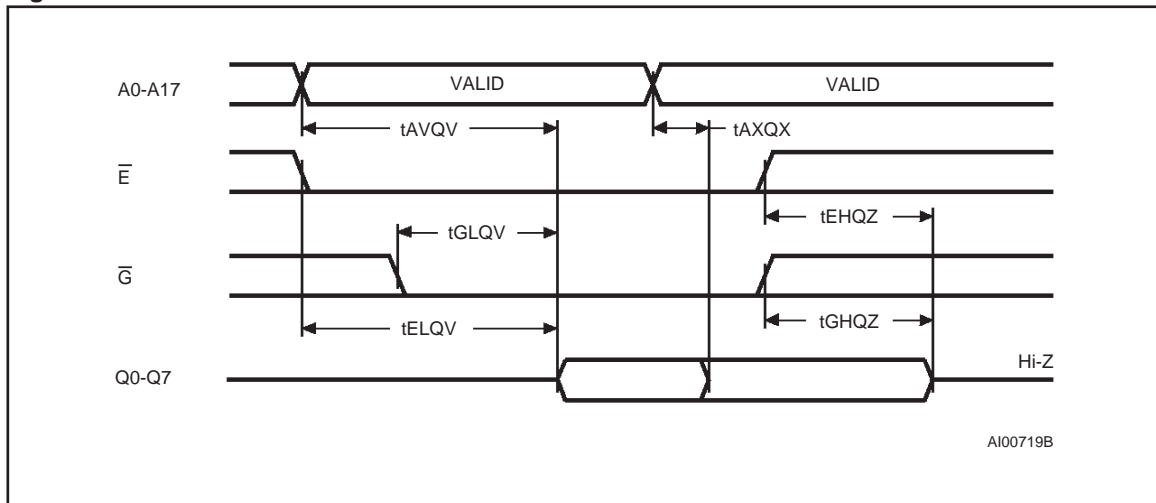 A0-A17
VALID
VALID
tAVQV
tAXQX
E
tEHQZ
tGLQV
G
tELQV
tGHQZ
Q0-Q7
Hi-Z
AI00719B